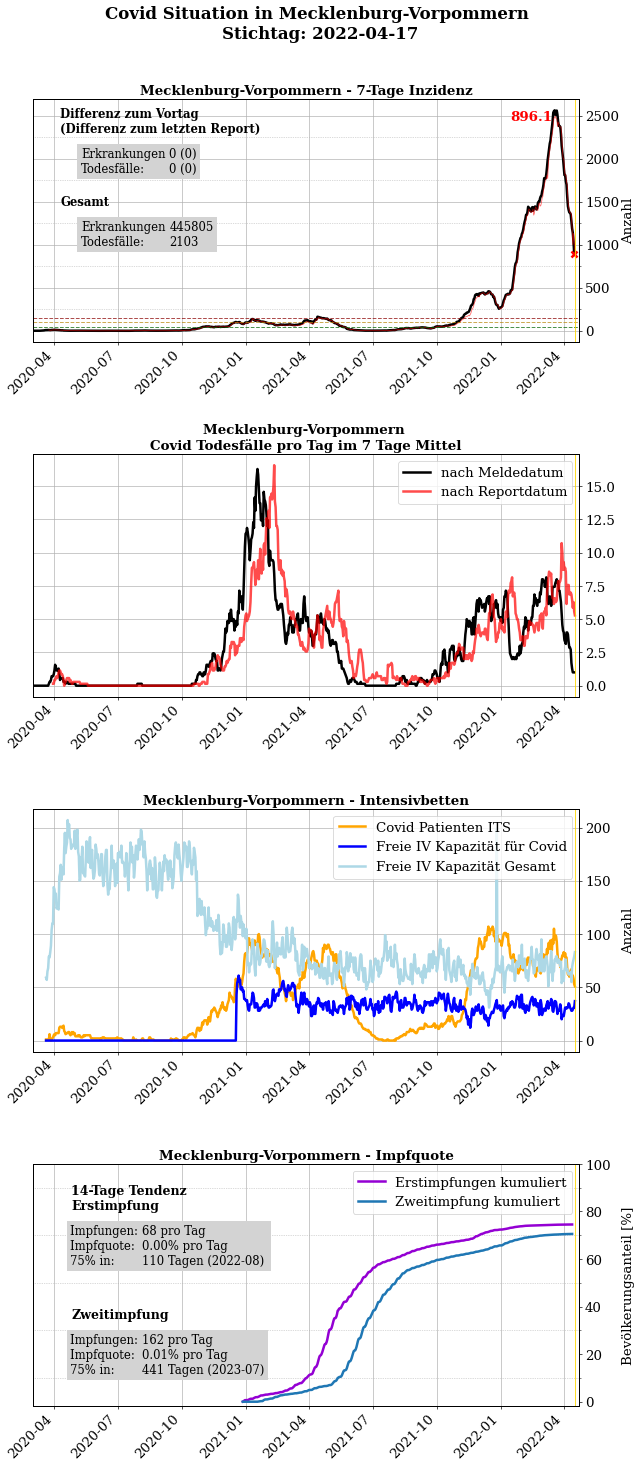 Covid Situation in Mecklenburg-Vorpommern
Stichtag: 2022-04-17
Mecklenburg-Vorpommern - 7-Tage Inzidenz
Differenz zum Vortag
(Differenz zum letzten Report)
Erkrankungen 0 (0)
Todesfälle: 0 (0)
Gesamt
Erkrankungen 445805
Todesfälle: 2103
896.1
2500
2000
1500
1000
500
0
Anzahl
2020-04
2020-07
2020-10
2021-01
2021-04
2021-07
2021-10
2022-01
2022-04
Mecklenburg-Vorpommern
Covid Todesfälle pro Tag im 7 Tage Mittel
nach Meldedatum
nach Reportdatum
15.0
12.5
10.0
7.5
5.0
2.5
0.0
2020-04
2020-07
2020-10
2021-01
2021-04
2021-07
2021-10
2022-01
2022-04
Mecklenburg-Vorpommern - Intensivbetten
Covid Patienten ITS
Freie IV Kapazität für Covid
Freie IV Kapazität Gesamt
200
150
100
50
0
Anzahl
2020-04
2020-07
2020-10
2021-01
2021-04
2021-07
2021-10
2022-01
2022-04
Mecklenburg-Vorpommern - Impfquote
14-Tage Tendenz
Erstimpfung
Impfungen: 68 pro Tag
Impfquote: 0.00% pro Tag
75% in: 110 Tagen (2022-08)
Zweitimpfung
Impfungen: 162 pro Tag
Impfquote: 0.01% pro Tag
75% in: 441 Tagen (2023-07)
Erstimpfungen kumuliert
Zweitimpfung kumuliert
100
80
60
40
20
0
Bevölkerungsanteil [%]
2020-04
2020-07
2020-10
2021-01
2021-04
2021-07
2021-10
2022-01
2022-04